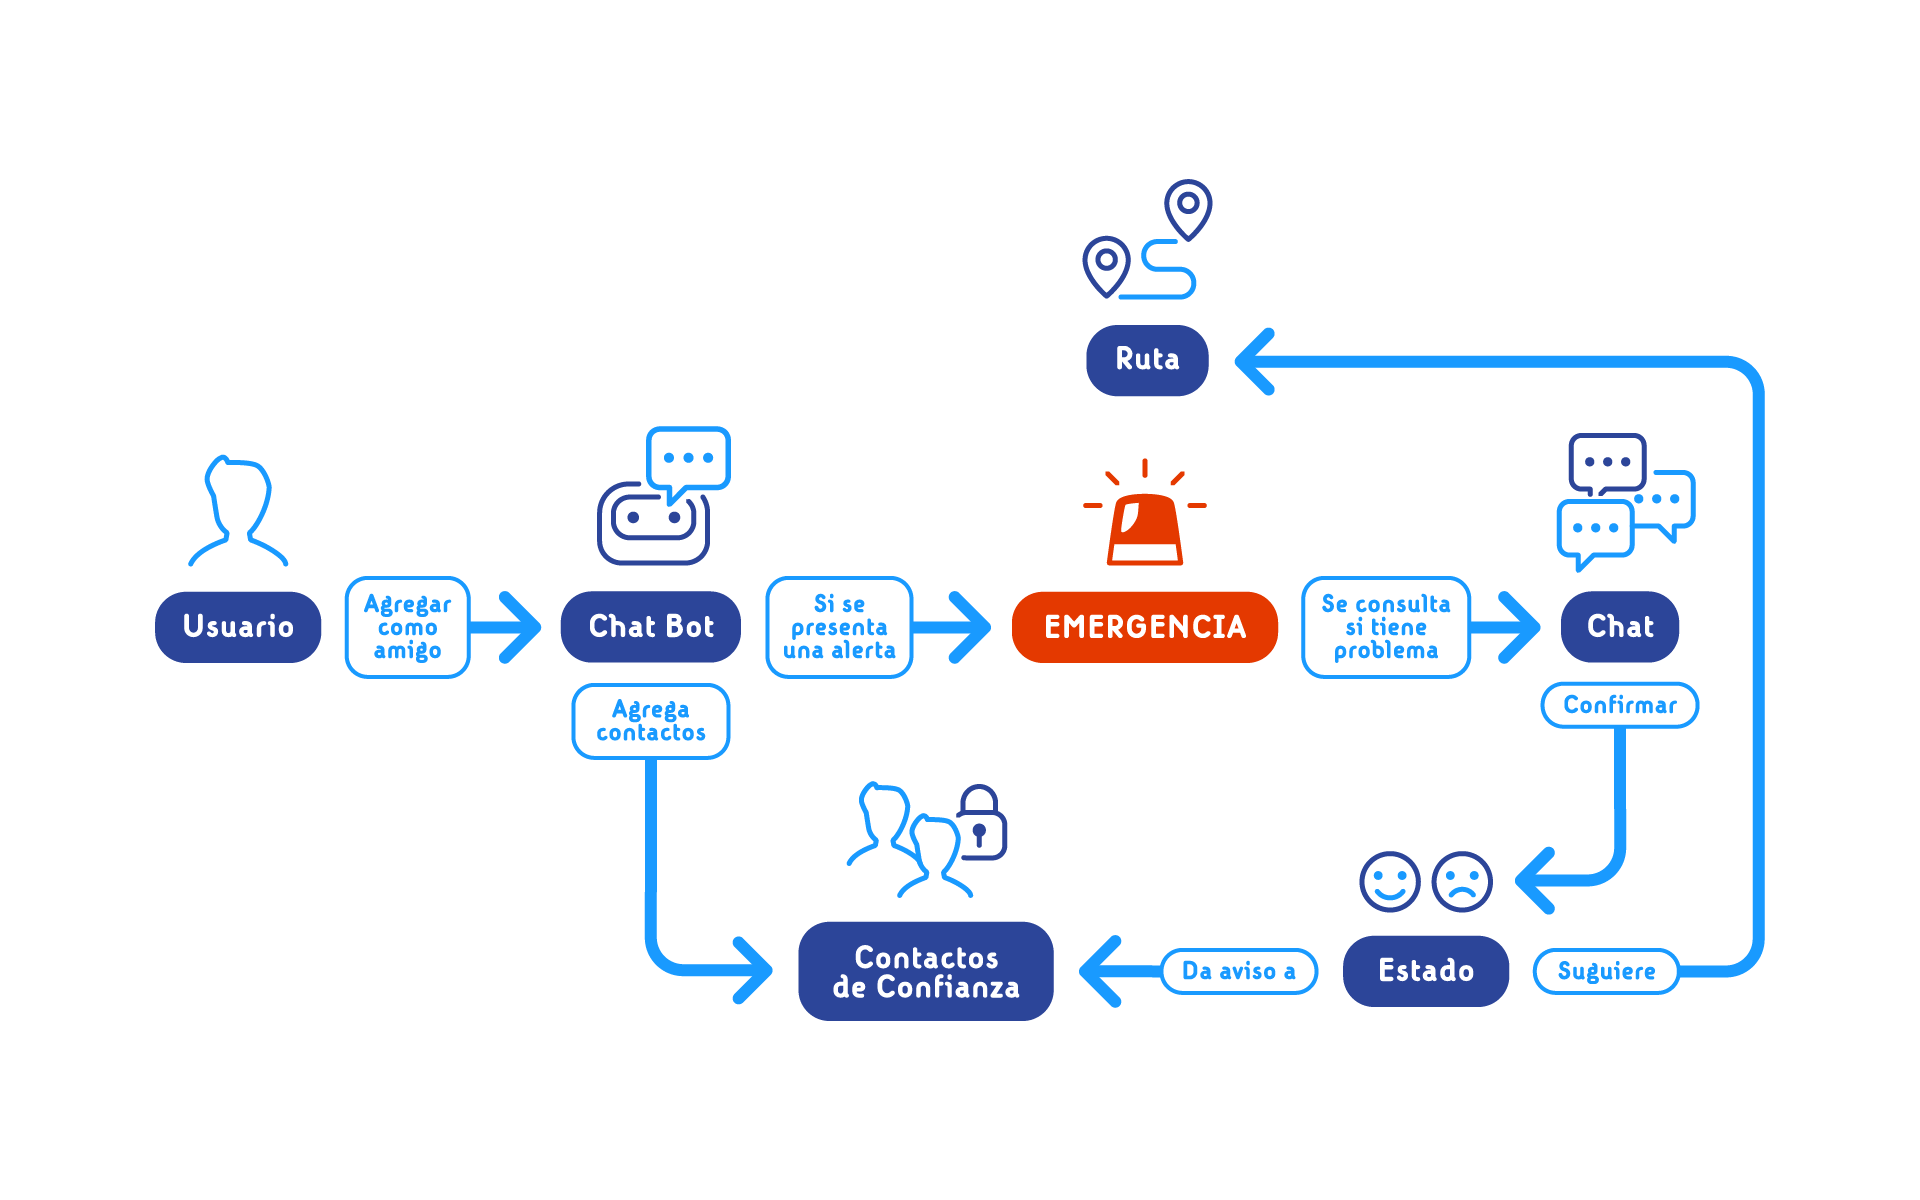 Ruta
Usuario
Agregar
como
amigo
Chat Bot
Si se
presenta
una alerta
EMERGENCIA
Se consulta
si tiene
problema
Chat
Agrega
contactos
Confirmar
Contactos
de Confianza
Da aviso a
Estado
Suguiere